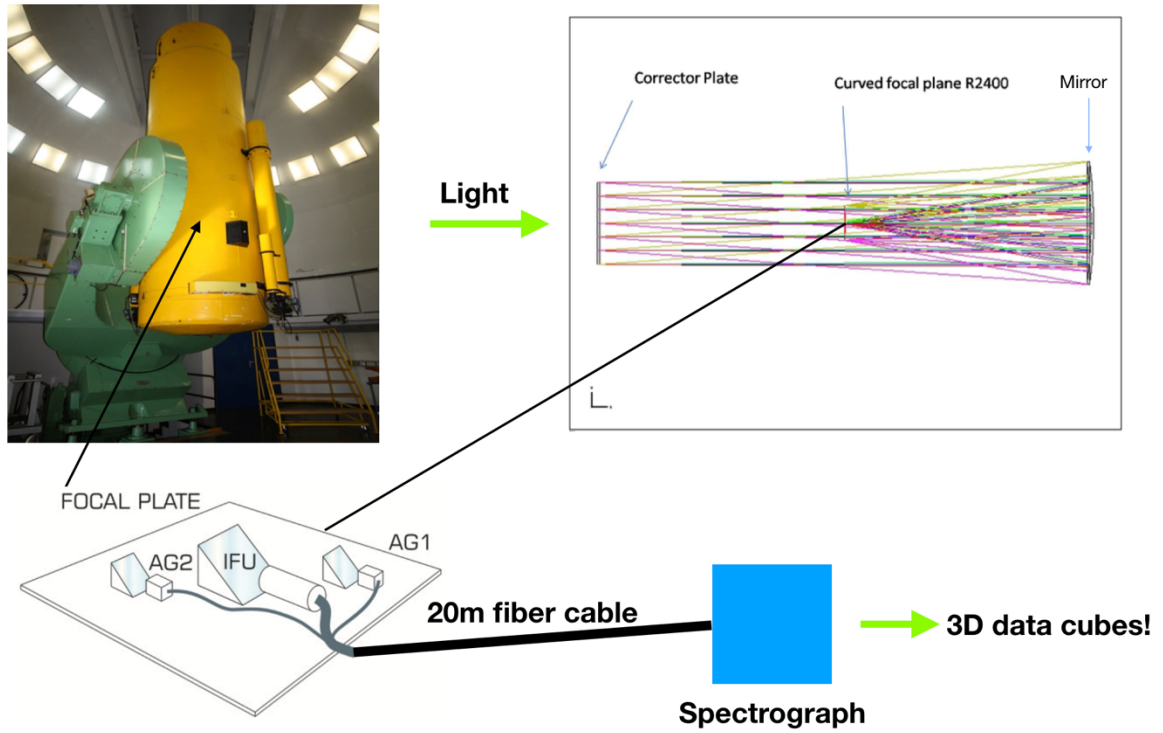 Corrector Plate
Curved focal plane R2400
Mirror
Light
FOCAL PLATE
AG1
AG2
IFU
20m fiber cable
3D data cubes!
Spectrograph